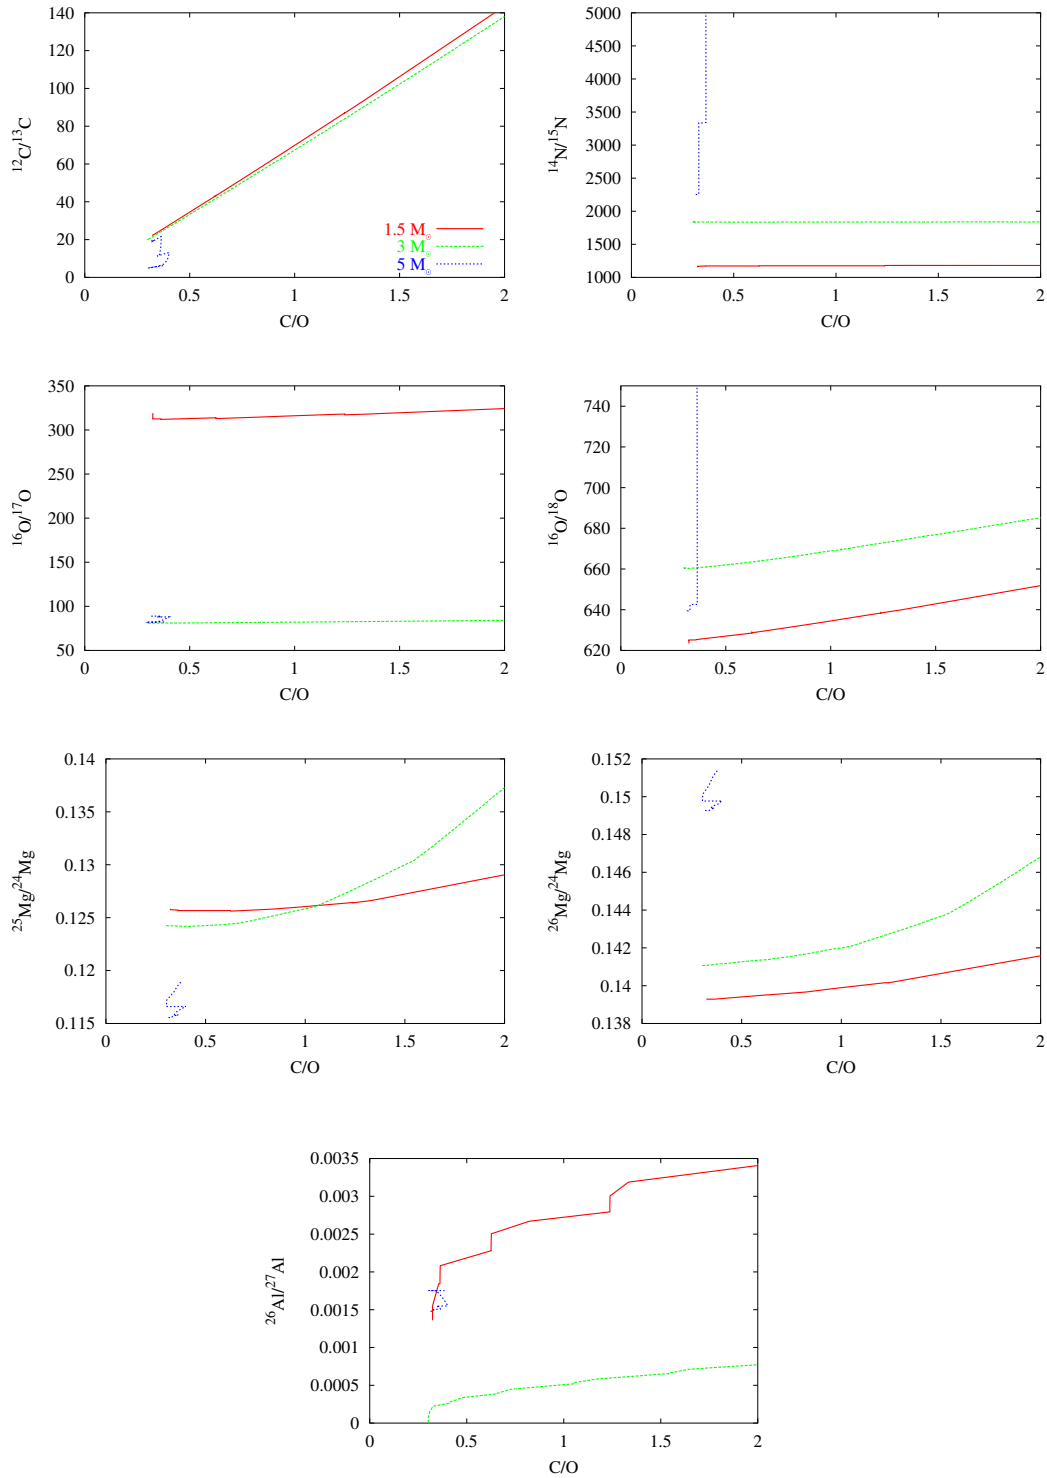 140
120
100
80
60
40
20
0
¹²C/¹³C
0 0.5 1 1.5 2
C/O
1.5 M☉
3 M☉
5 M☉
5000
4500
4000
3500
3000
2500
2000
1500
1000
¹⁴N/¹⁵N
0 0.5 1 1.5 2
C/O
350
300
250
200
150
100
50
¹⁶O/¹⁷O
0 0.5 1 1.5 2
C/O
740
720
700
680
660
640
620
¹⁶O/¹⁸O
0 0.5 1 1.5 2
C/O
0.14
0.135
0.13
0.125
0.12
0.115
²⁵Mg/²⁴Mg
0 0.5 1 1.5 2
C/O
0.152
0.15
0.148
0.146
0.144
0.142
0.14
0.138
²⁶Mg/²⁴Mg
0 0.5 1 1.5 2
C/O
0.0035
0.003
0.0025
0.002
0.0015
0.001
0.0005
0
²⁶Al/²⁷Al
0 0.5 1 1.5 2
C/O